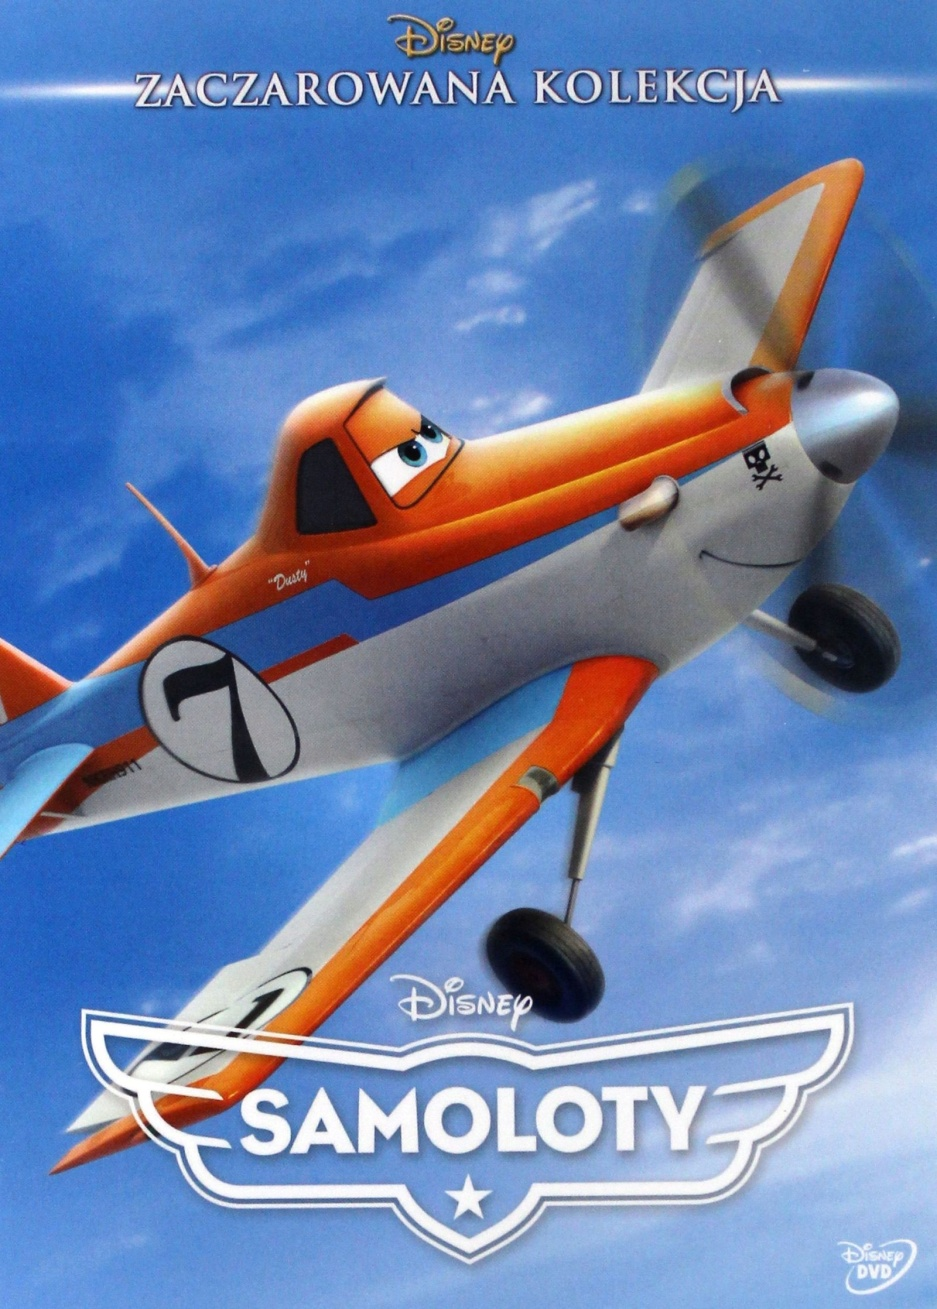 Disney
ZACZAROWANA KOLEKCJA
"Dusty"
7
Disney
SAMOLOTY
Disney
DVD